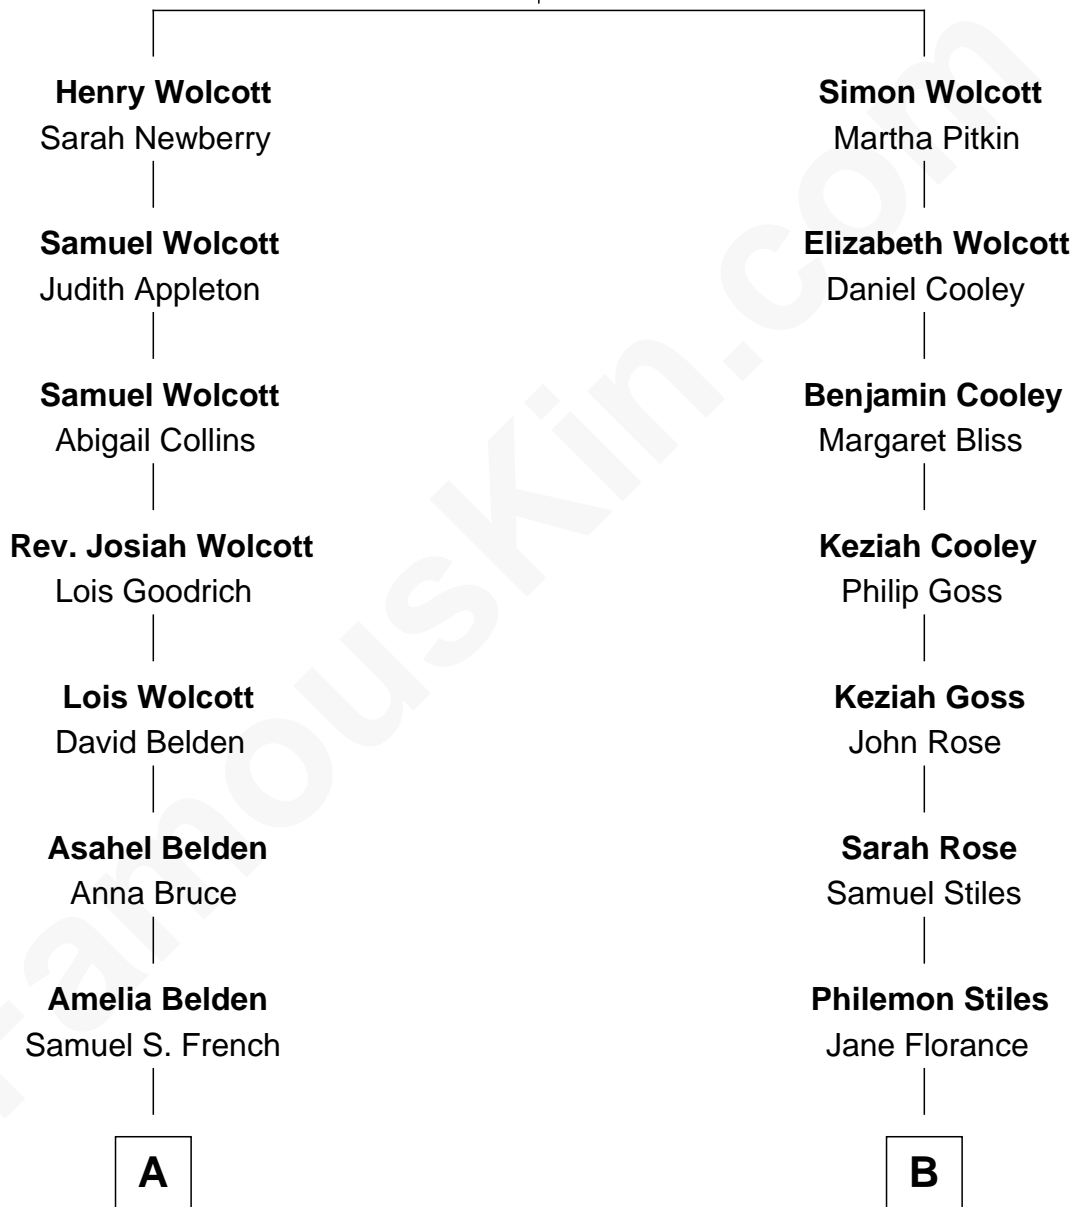 Henry Wolcott
Sarah Newberry
Samuel Wolcott
Judith Appleton
Samuel Wolcott
Abigail Collins
Rev. Josiah Wolcott
Lois Goodrich
Lois Wolcott
David Belden
Asahel Belden
Anna Bruce
Amelia Belden
Samuel S. French
A
Simon Wolcott
Martha Pitkin
Elizabeth Wolcott
Daniel Cooley
Benjamin Cooley
Margaret Bliss
Keziah Cooley
Philip Goss
Keziah Goss
John Rose
Sarah Rose
Samuel Stiles
Philemon Stiles
Jane Florance
B
FamousKin.com